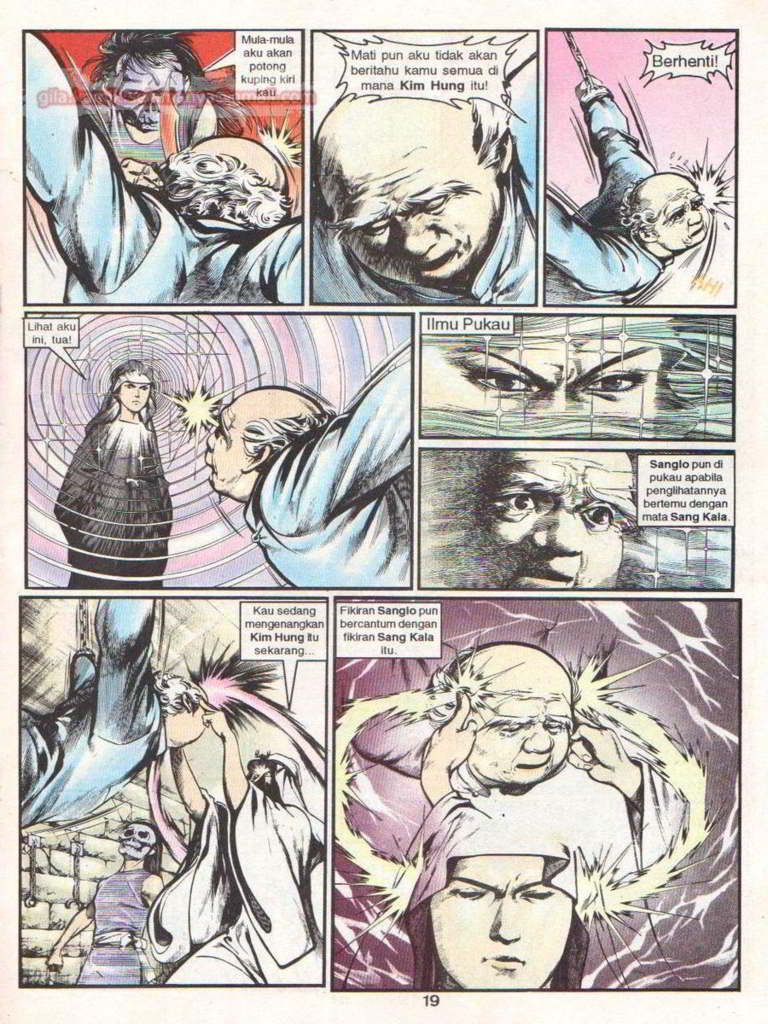 Mula-mula
aku akan
potong
kuping kiri
kau.
Mati pun aku tidak akan
beritahu kamu semua di
mana Kim Hung itu!
Berhenti!
AH!
Lihat aku
ini, tua!
Ilmu Pukau
Sanglo pun di
pukau apabila
penglihatannya
bertemu dengan
mata Sang Kala.
Kau sedang
mengenangkan
Kim Hung itu
sekarang...
Fikiran Sanglo pun
bercantum dengan
fikiran Sang Kala
itu.
19